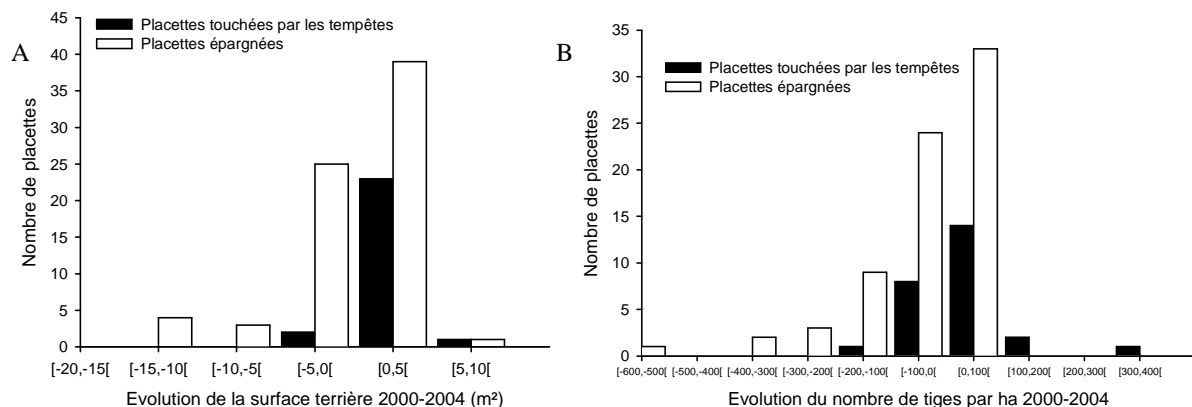 A
Nombre de placettes
45
40
35
30
25
20
15
10
5
0
Placettes touchées par les tempêtes
Placettes épargnées
[-20,-15[ [-15,-10[ [-10,-5[ [-5,0[ [0,5[ [5,10[
Evolution de la surface terrière 2000-2004 (m²)
B
Nombre de placettes
35
30
25
20
15
10
5
0
Placettes touchées par les tempêtes
Placettes épargnées
[-600,-500[ [-500,-400[ [-400,-300[ [-300,-200[ [-200,-100[ [-100,0[ [0,100[ [100,200[ [200,300[ [300,400[
Evolution du nombre de tiges par ha 2000-2004